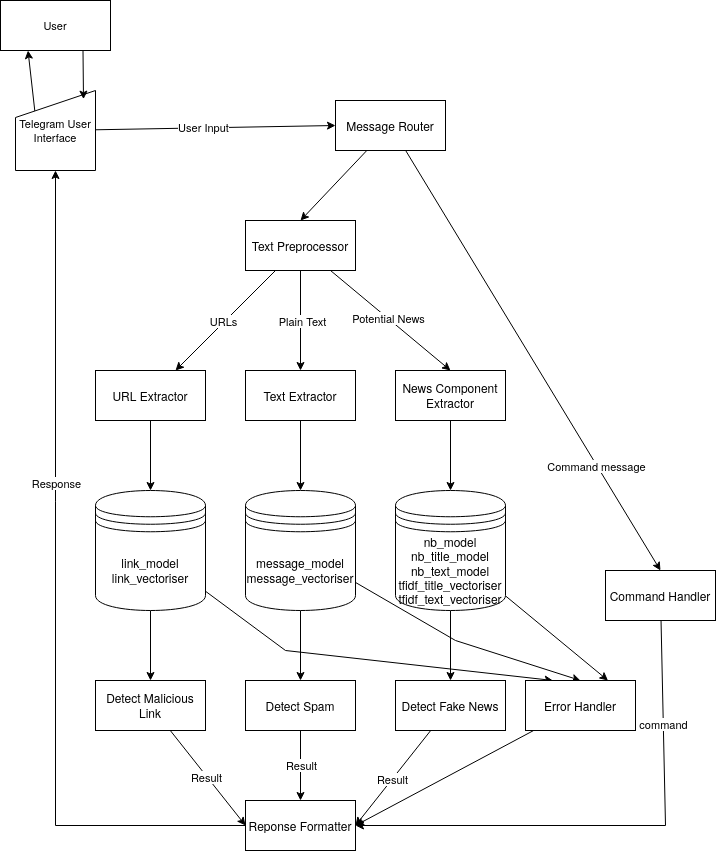 User
Telegram User
Interface
User Input
Message Router
Text Preprocessor
URLs
Plain Text
Potential News
URL Extractor
Text Extractor
News Component
Extractor
Command message
Response
link_model
link_vectoriser
message_model
message_vectoriser
nb_model
nb_title_model
nb_text_model
tfidf_title_vectoriser
tfidf_text_vectoriser
Command Handler
Detect Malicious
Link
Detect Spam
Detect Fake News
Error Handler
command
Result
Result
Result
Reponse Formatter